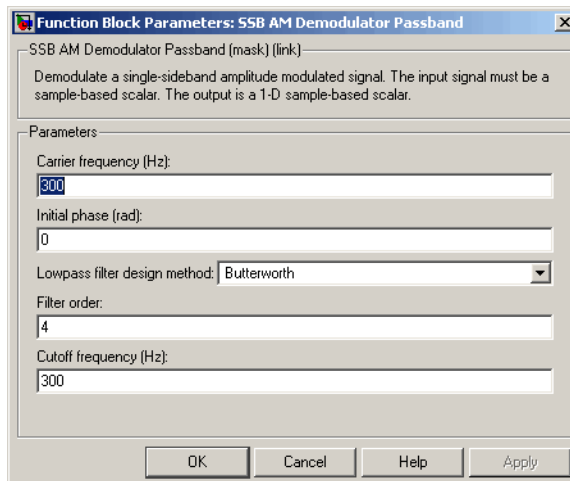 Function Block Parameters: SSB AM Demodulator Passband
SSB AM Demodulator Passband (mask) (link)
Demodulate a single-sideband amplitude modulated signal. The input signal must be a
sample-based scalar. The output is a 1-D sample-based scalar.
Parameters
Carrier frequency (Hz):
300
Initial phase (rad):
0
Lowpass filter design method: Butterworth
Filter order:
4
Cutoff frequency (Hz):
300
OK Cancel Help Apply